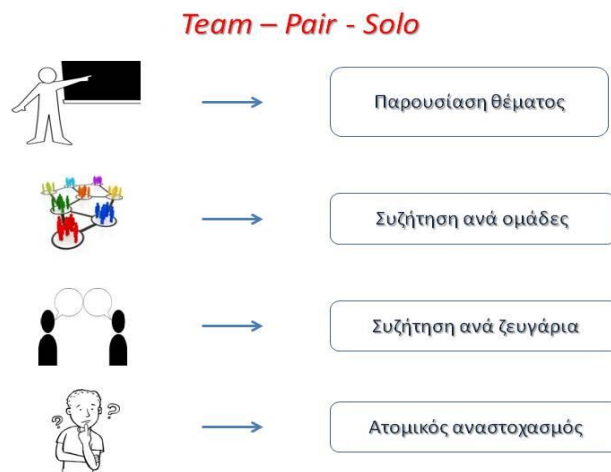 Team – Pair - Solo
Παρουσίαση θέματος
Συζήτηση ανά ομάδες
Συζήτηση ανά ζευγάρια
? ?
Ατομικός αναστοχασμός